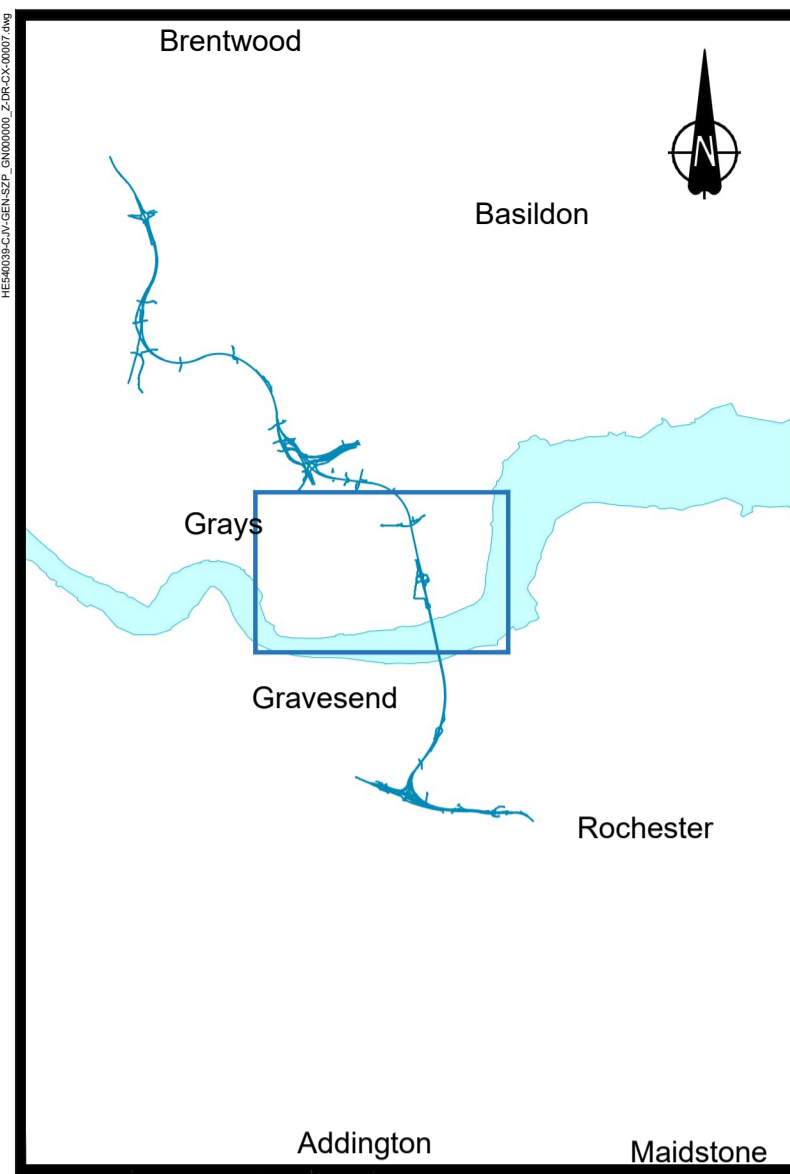 HE540039-CJV-GEN-SZP_GN000000_Z-DR-CX-00007.dwg
Brentwood
N
Basildon
Grays
Gravesend
Rochester
Addington
Maidstone